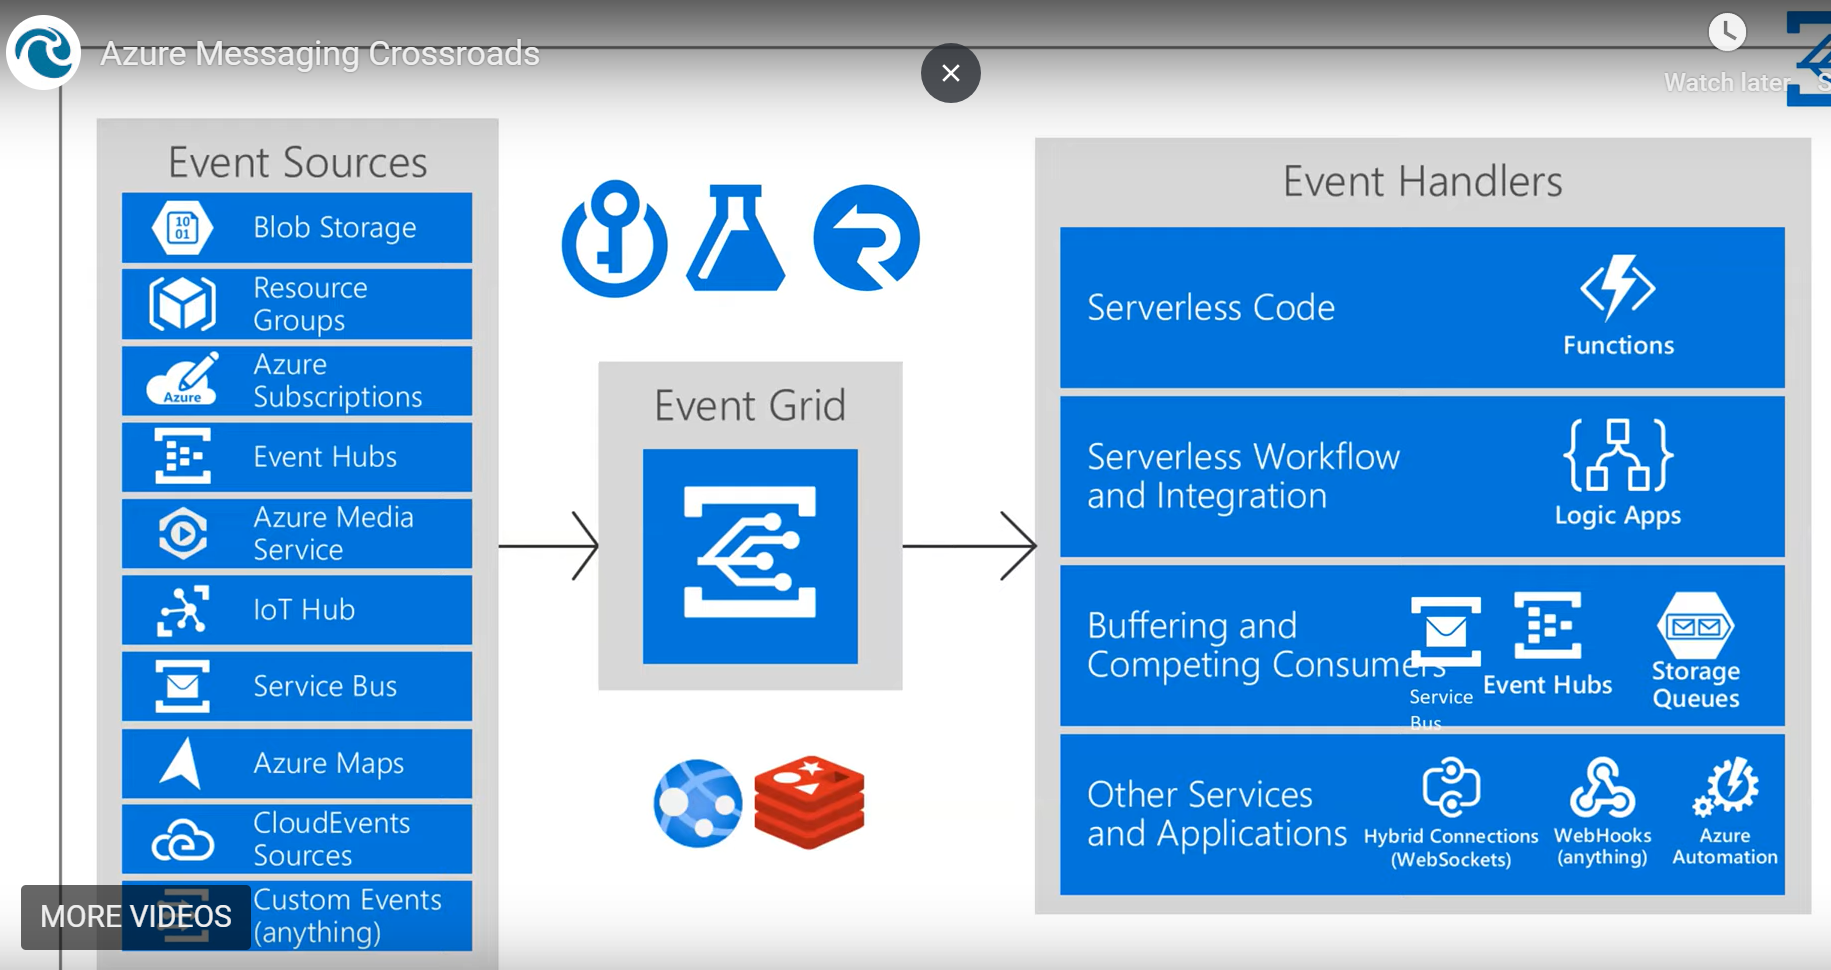 Azure Messaging Crossroads
Watch later
S
Event Sources
10
01
Blob Storage
Resource
Groups
Azure
Azure
Subscriptions
Event Hubs
Azure Media
Service
IoT Hub
Service Bus
Azure Maps
CloudEvents
Sources
Custom Events
(anything)
MORE VIDEOS
Event Grid
Event Handlers
Serverless Code
Functions
Serverless Workflow
and Integration
Logic Apps
Buffering and
Competing Consumers
Service
Bus
Event Hubs
Storage
Queues
Other Services
and Applications
Hybrid Connections
(WebSockets)
WebHooks
(anything)
Azure
Automation